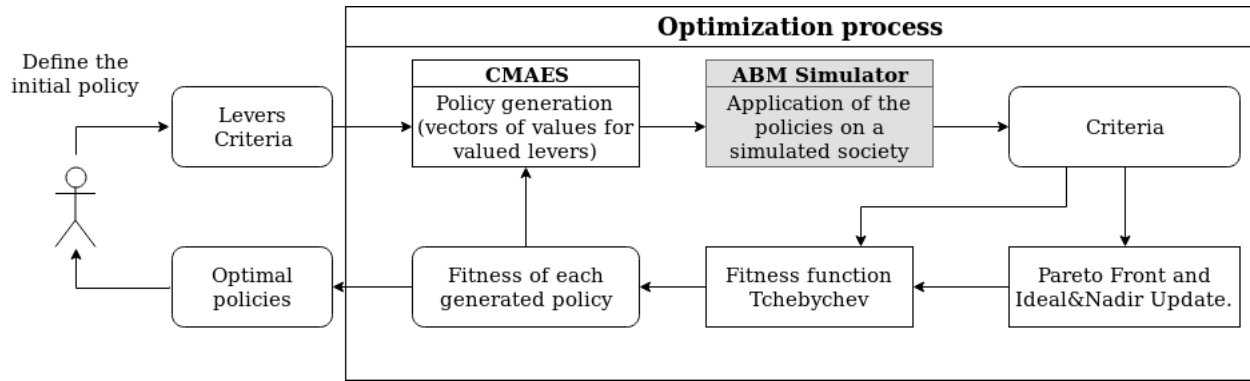 Optimization process
Define the
initial policy
Levers
Criteria
CMAES
Policy generation
(vectors of values for
valued levers)
ABM Simulator
Application of the
policies on a
simulated society
Criteria
Optimal
policies
Fitness of each
generated policy
Fitness function
Tchebychev
Pareto Front and
Ideal&Nadir Update.